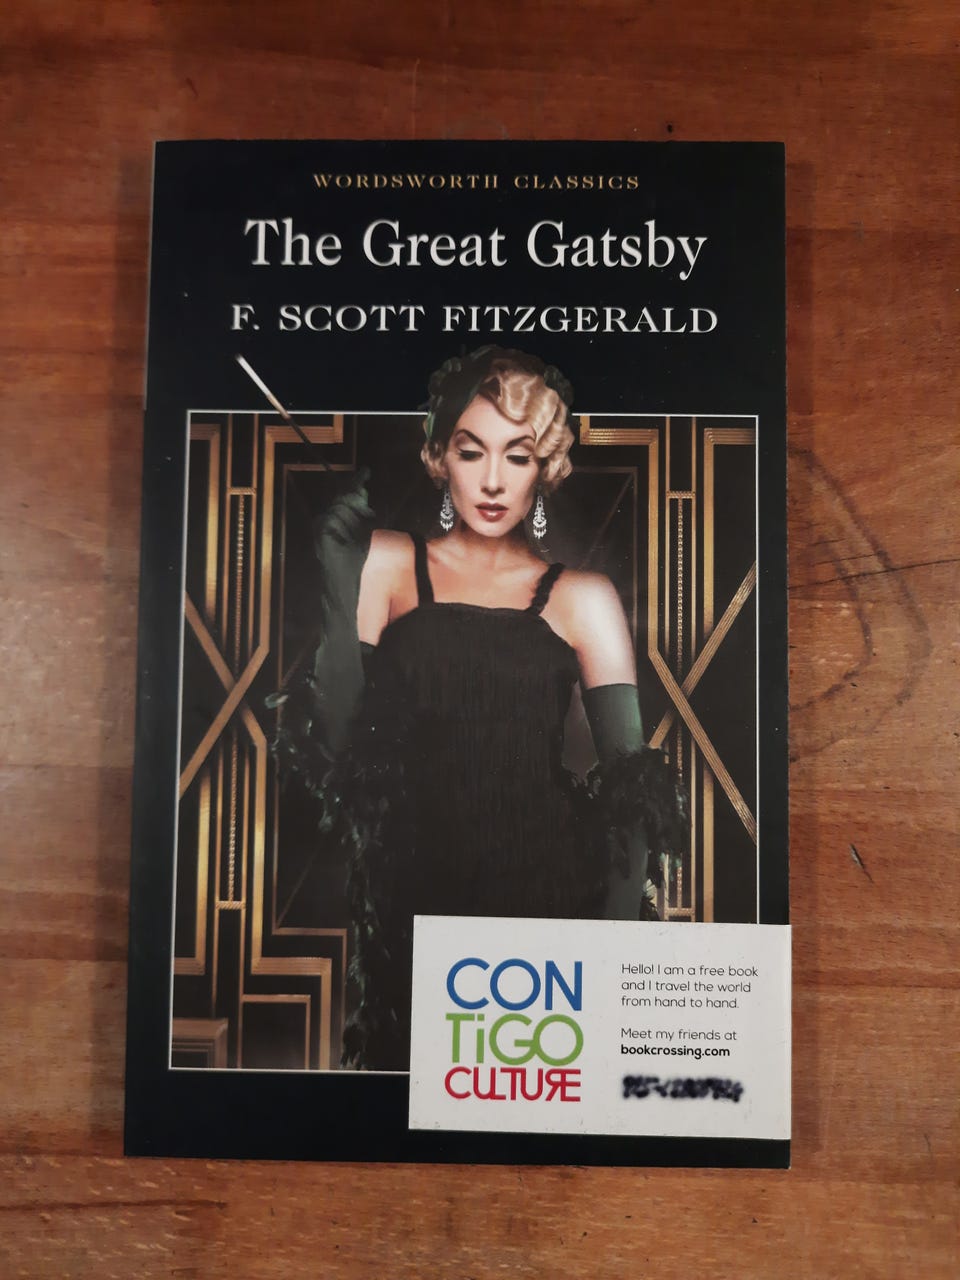 WORDSWORTH CLASSICS
The Great Gatsby
F. SCOTT FITZGERALD
CON
TiGO
CULTURE
Hello! I am a free book
and I travel the world
from hand to hand.
Meet my friends at
bookcrossing.com